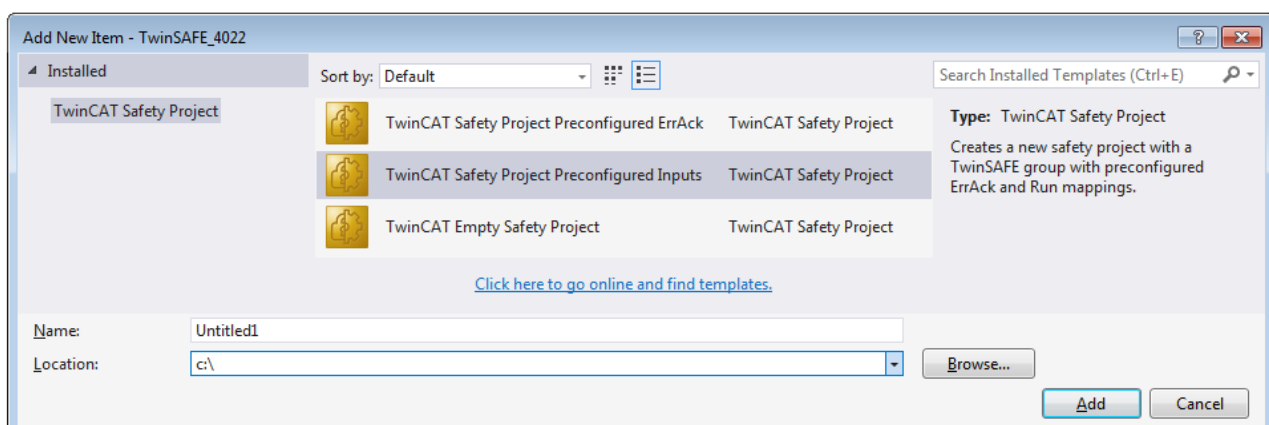 Add New Item - TwinSAFE_4022
Installed
TwinCAT Safety Project
Sort by: Default
TwinCAT Safety Project Preconfigured ErrAck TwinCAT Safety Project
TwinCAT Safety Project Preconfigured Inputs TwinCAT Safety Project
TwinCAT Empty Safety Project TwinCAT Safety Project
Click here to go online and find templates.
Search Installed Templates (Ctrl+E)
Type: TwinCAT Safety Project
Creates a new safety project with a
TwinSAFE group with preconfigured
ErrAck and Run mappings.
Name: Untitled1
Location: c:\
Browse...
Add Cancel